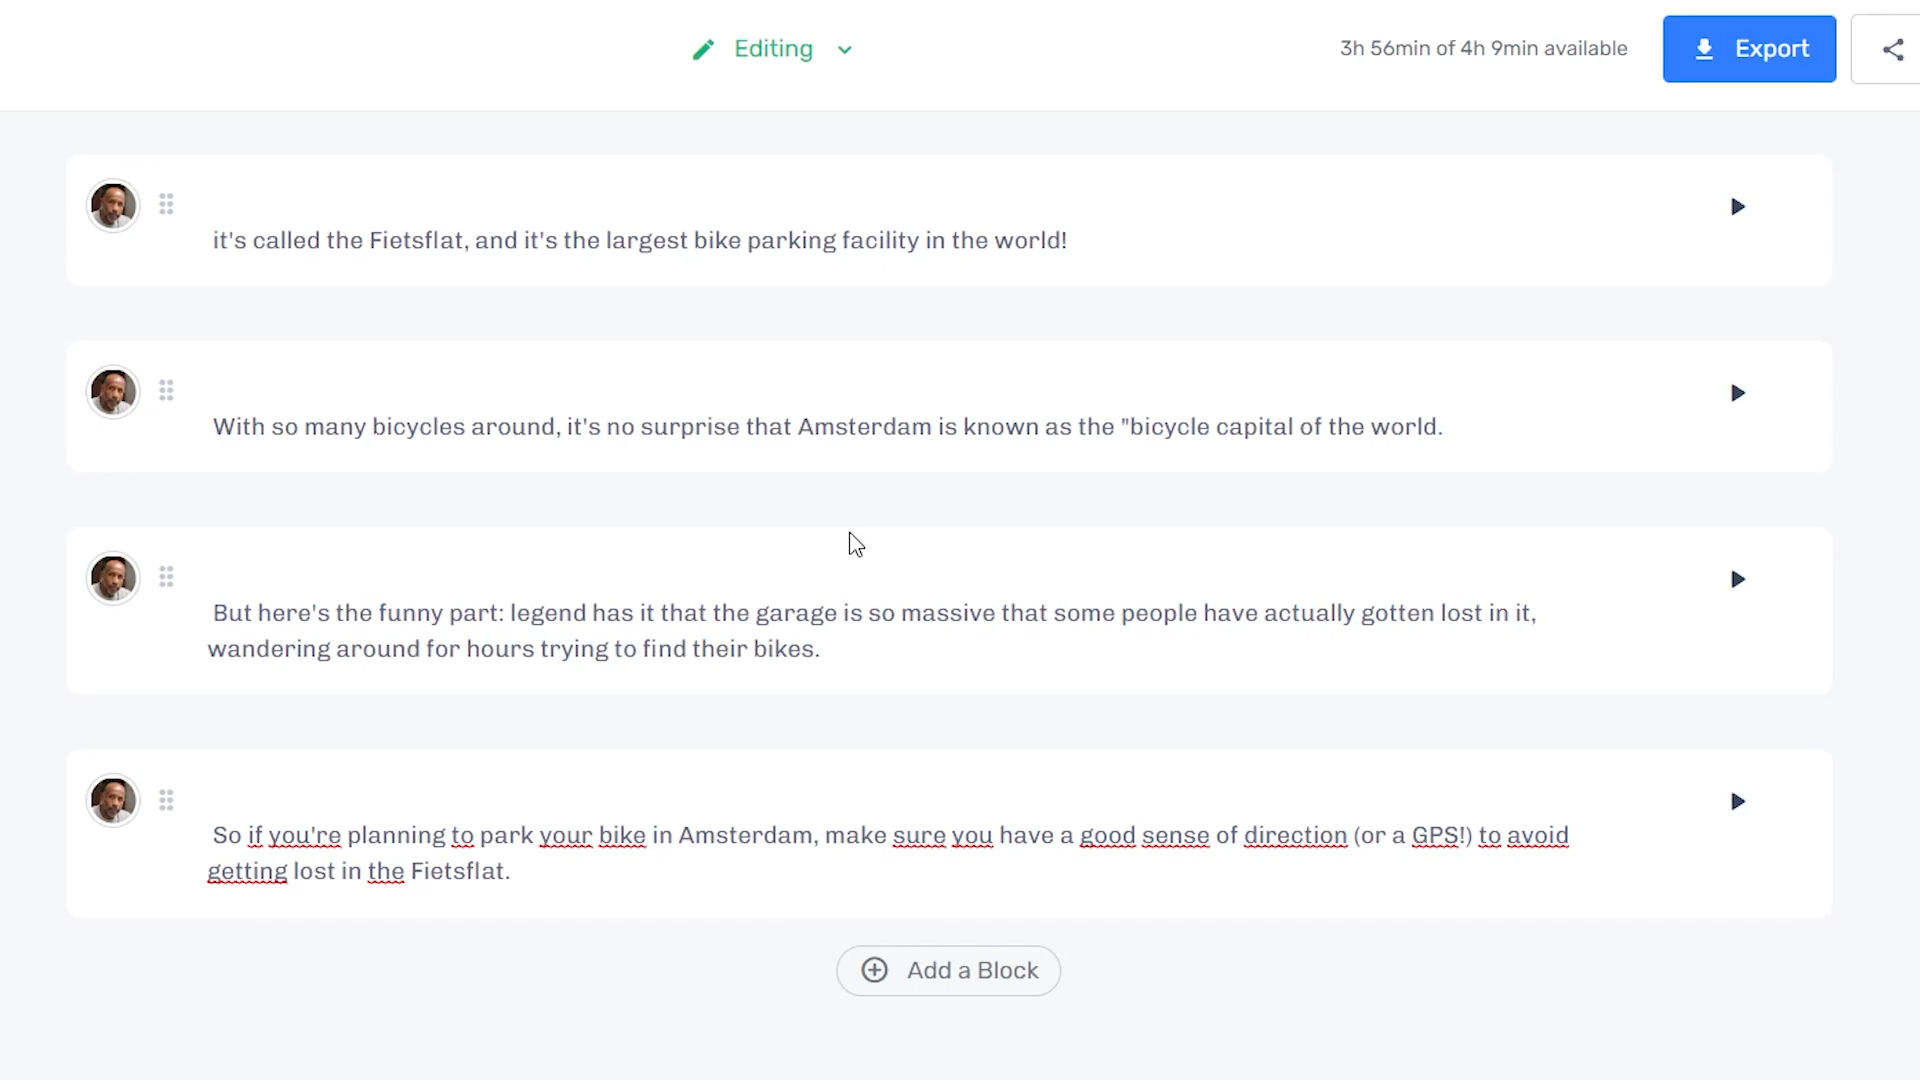 Editing
3h 56min of 4h 9min available
Export
it's called the Fietsflat, and it's the largest bike parking facility in the world!
With so many bicycles around, it's no surprise that Amsterdam is known as the "bicycle capital of the world.
But here's the funny part: legend has it that the garage is so massive that some people have actually gotten lost in it,
wandering around for hours trying to find their bikes.
So if you're planning to park your bike in Amsterdam, make sure you have a good sense of direction (or a GPS!) to avoid
getting lost in the Fietsflat.
Add a Block